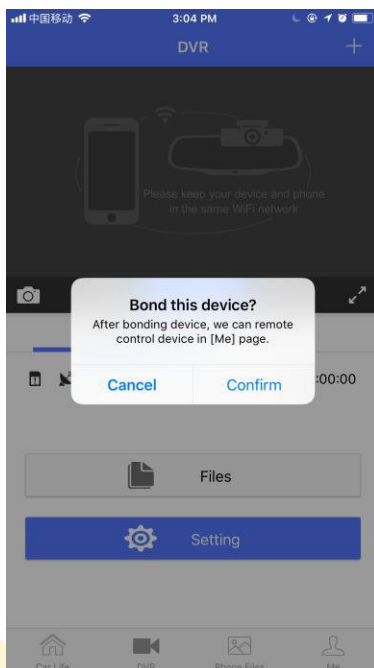 中国移动 3:04 PM
DVR
Please keep your device and phone
in the same WiFi network
Bond this device?
After bonding device, we can remote
control device in [Me] page.
Cancel Confirm
:00:00
Files
Setting
Car Life DVR Phone Files Me